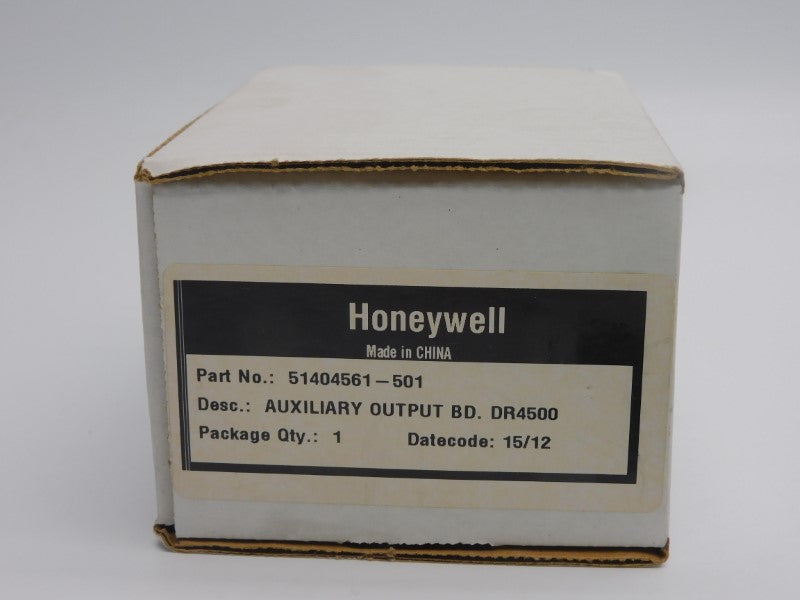 Honeywell
Made in CHINA
Part No.: 51404561-501
Desc.: AUXILIARY OUTPUT BD. DR4500
Package Qty.: 1 Datecode: 15/12